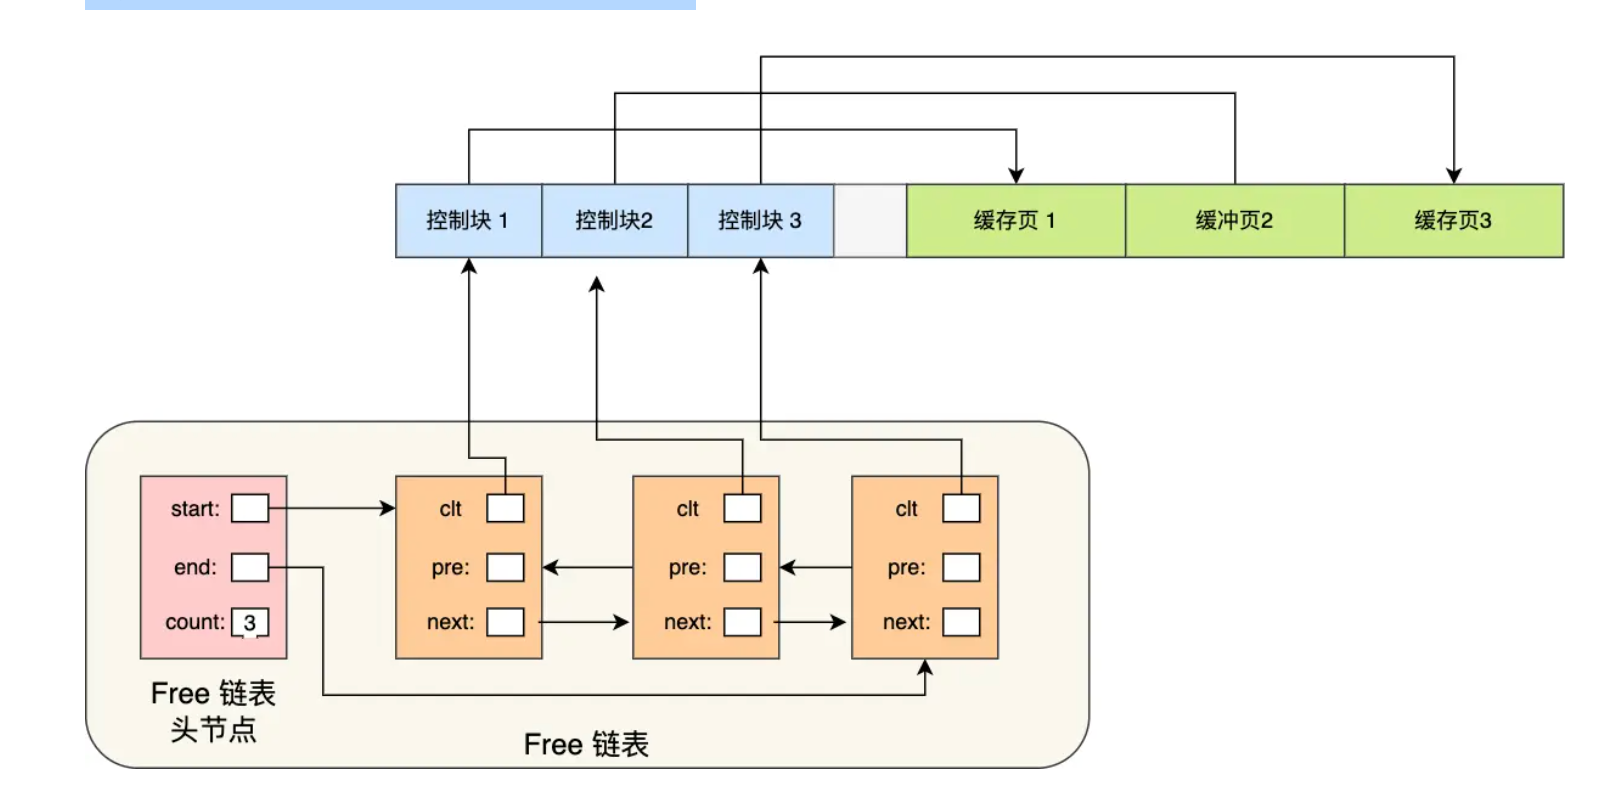 控制块 1
控制块2
控制块 3
缓存页 1
缓冲页2
缓存页3
start:
end:
count: 3
clt
pre:
next:
clt
pre:
next:
clt
pre:
next:
Free 链表
头节点
Free 链表